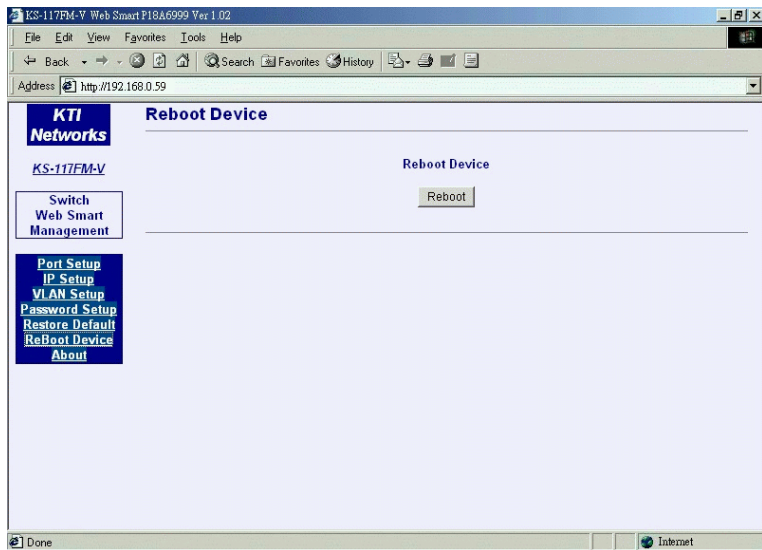 KS-117FM-V Web Smart P18A6999 Ver 1.02
File Edit View Favorites Tools Help
Back Search Favorites History
Address http://192.168.0.59
KTI
Networks
KS-117FM-V
Switch
Web Smart
Management
Port Setup
IP Setup
VLAN Setup
Password Setup
Restore Default
ReBoot Device
About
Reboot Device
Reboot Device
Reboot
Done Internet